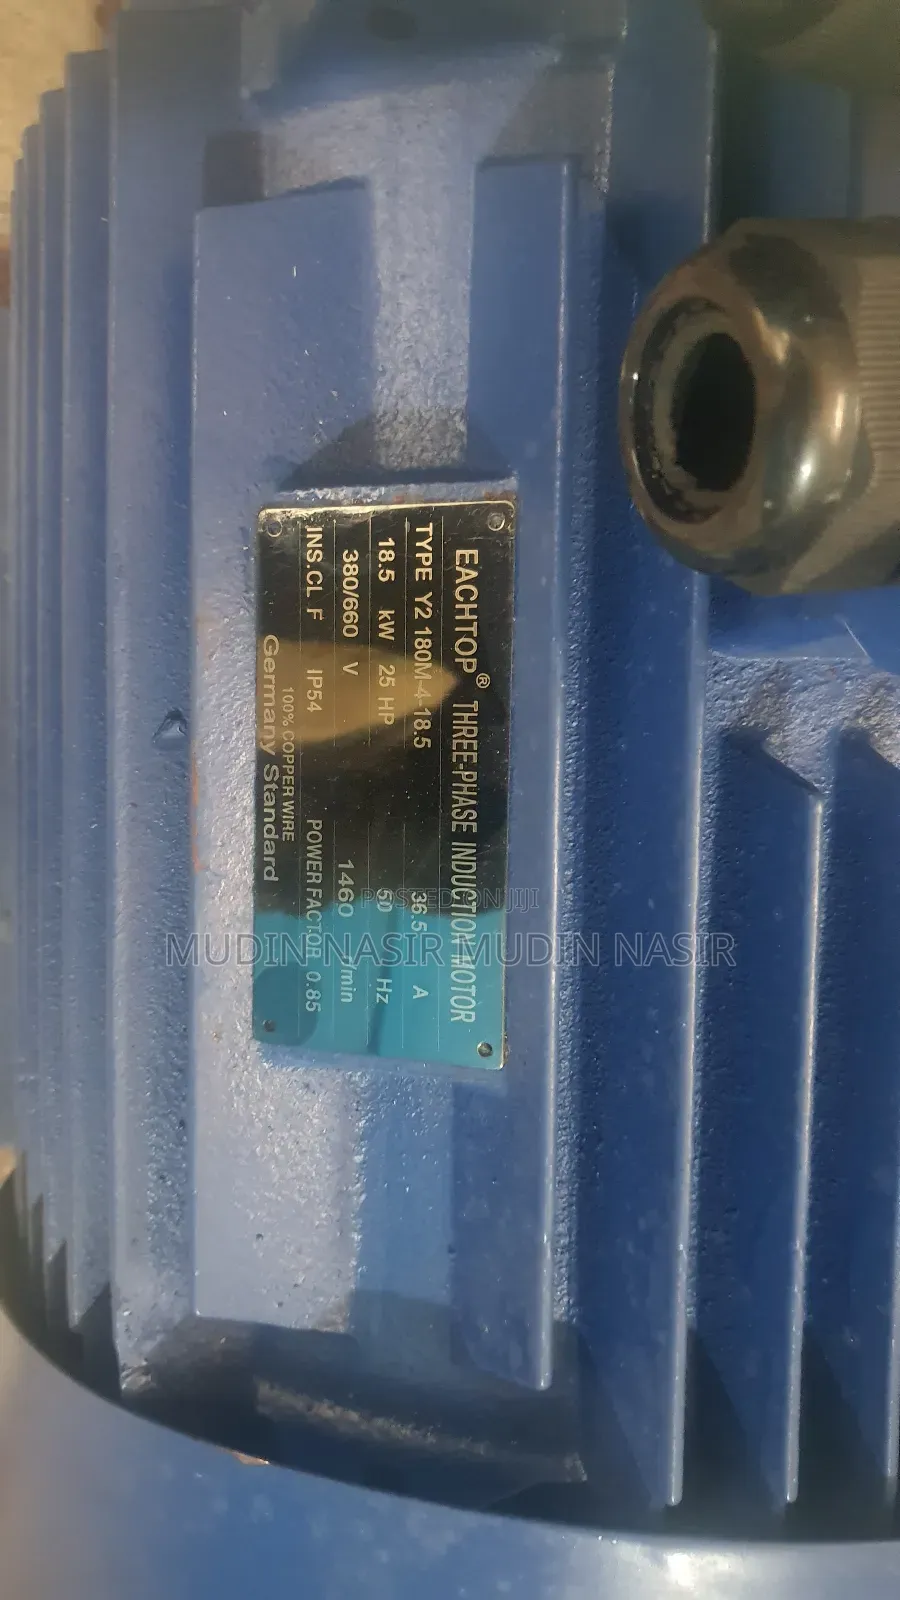 EACHTOP® THREE-PHASE INDUCTION MOTOR
TYPE Y2 180M-4-18.5 36.5 A
18.5 kW 25 HP 50 Hz
380/660 V 1460 r/min
INS.CL F IP54 POWER FACTOR 0.85
100% COPPER WIRE
Germany Standard
POSTED ON JIJI
MUDIN NASIR MUDIN NASIR